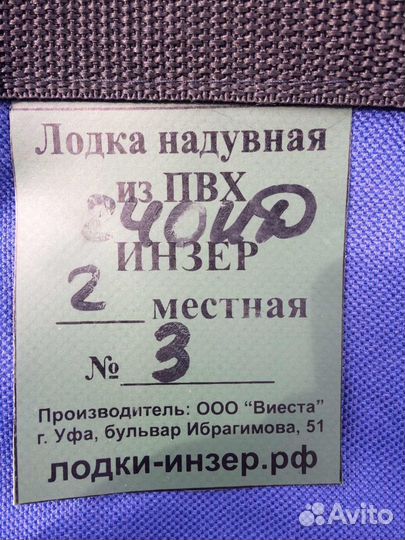 Лодка надувная
из ПВХ
240
ИНЗЕР
2 местная
№ 3
Производитель: ООО "Виеста"
г. Уфа, бульвар Ибрагимова, 51
лодки-инзер.рф
Avito